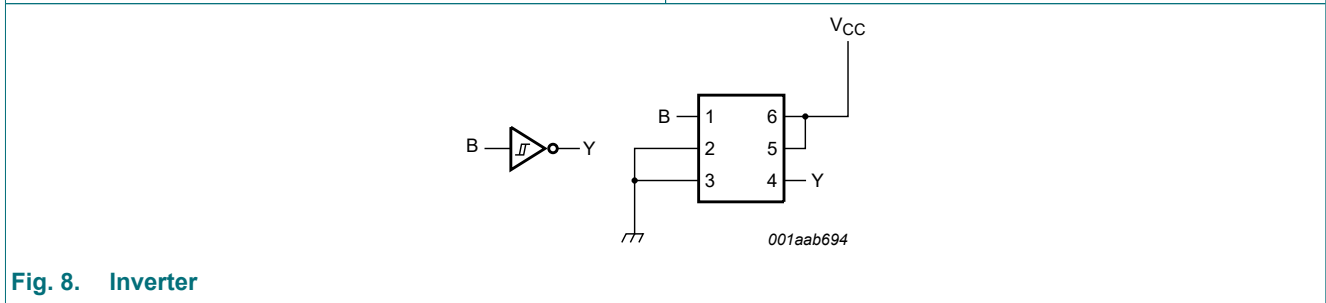 VCC
B 1 6
B Y 2 5
3 4 Y
001aab694
Fig. 8. Inverter